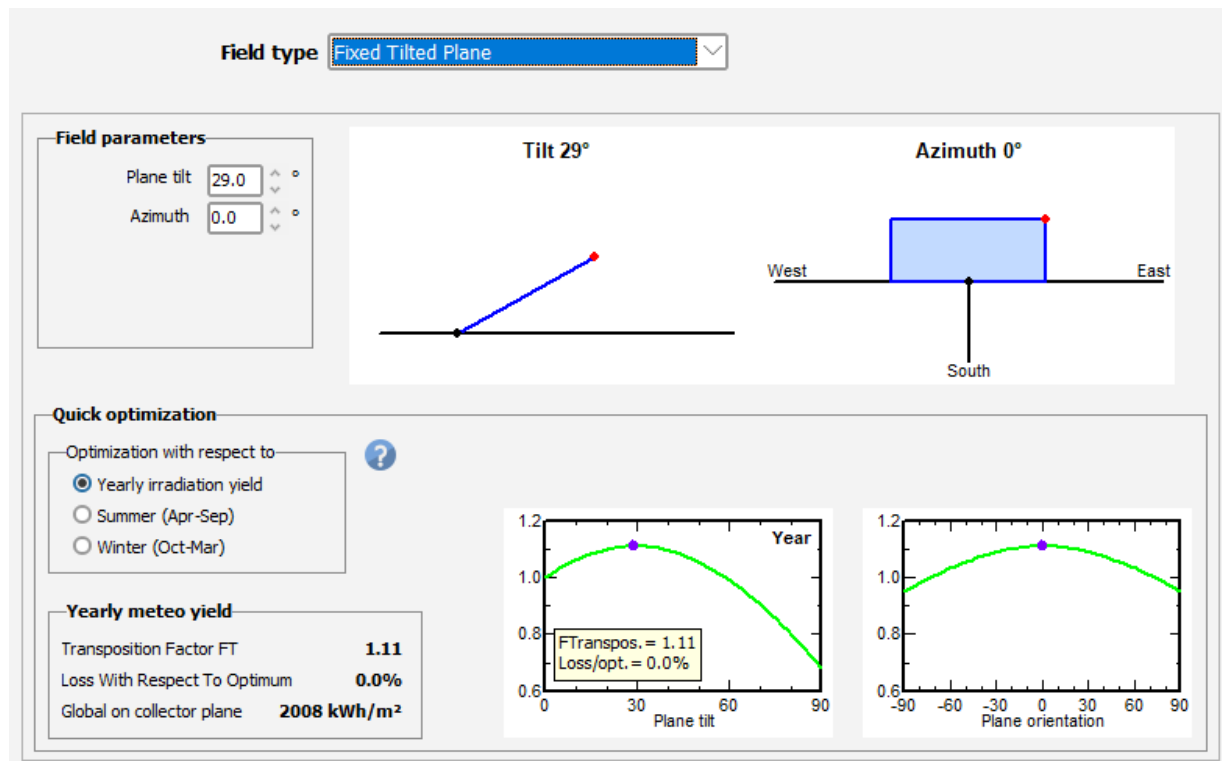 Field type Fixed Tilted Plane
Field parameters
Plane tilt 29.0 °
Azimuth 0.0 °
Tilt 29°
Azimuth 0°
West
East
South
Quick optimization
Optimization with respect to
Yearly irradiation yield
Summer (Apr-Sep)
Winter (Oct-Mar)
?
Yearly meteo yield
Transposition Factor FT 1.11
Loss With Respect To Optimum 0.0%
Global on collector plane 2008 kWh/m²
1.2
Year
1.0
0.8
FTranspos.= 1.11
Loss/opt.= 0.0%
0.6
0 30 60 90
Plane tilt
1.2
1.0
0.8
0.6
-90 -60 -30 0 30 60 90
Plane orientation